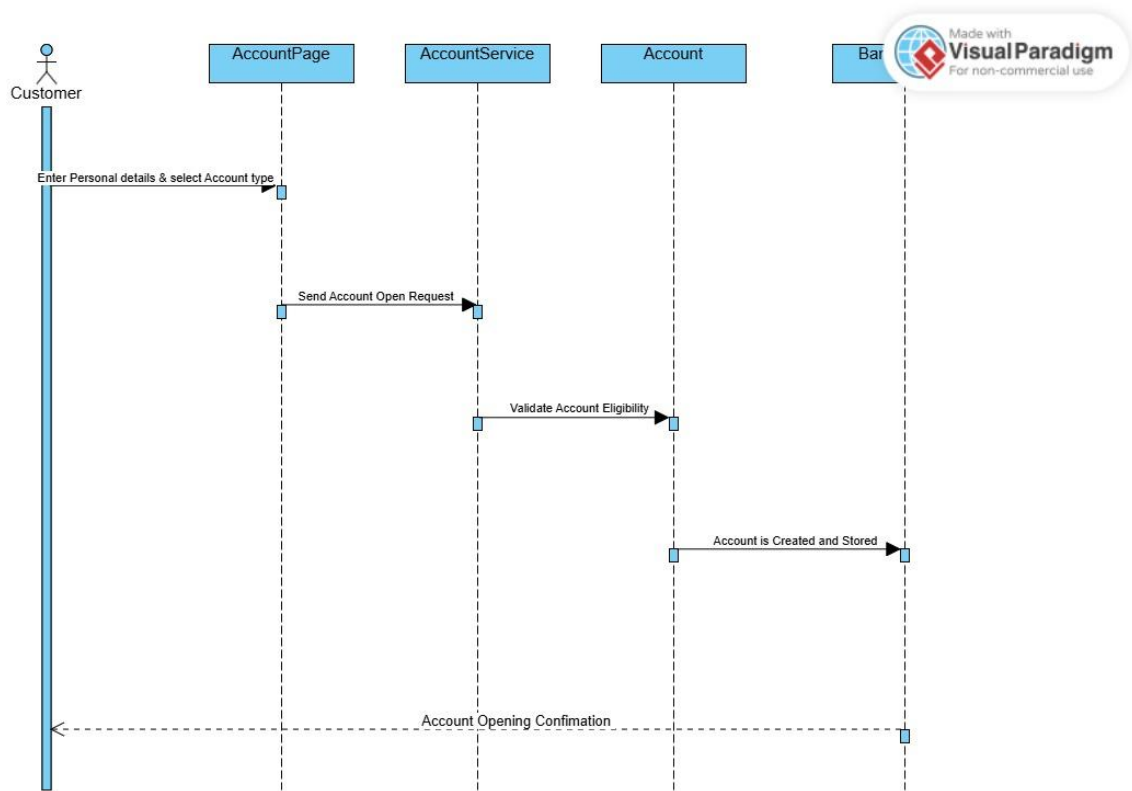 Made with
Visual Paradigm
For non-commercial use
Customer
AccountPage
AccountService
Account
Enter Personal details & select Account type
Send Account Open Request
Validate Account Eligibility
Account is Created and Stored
Account Opening Confimation